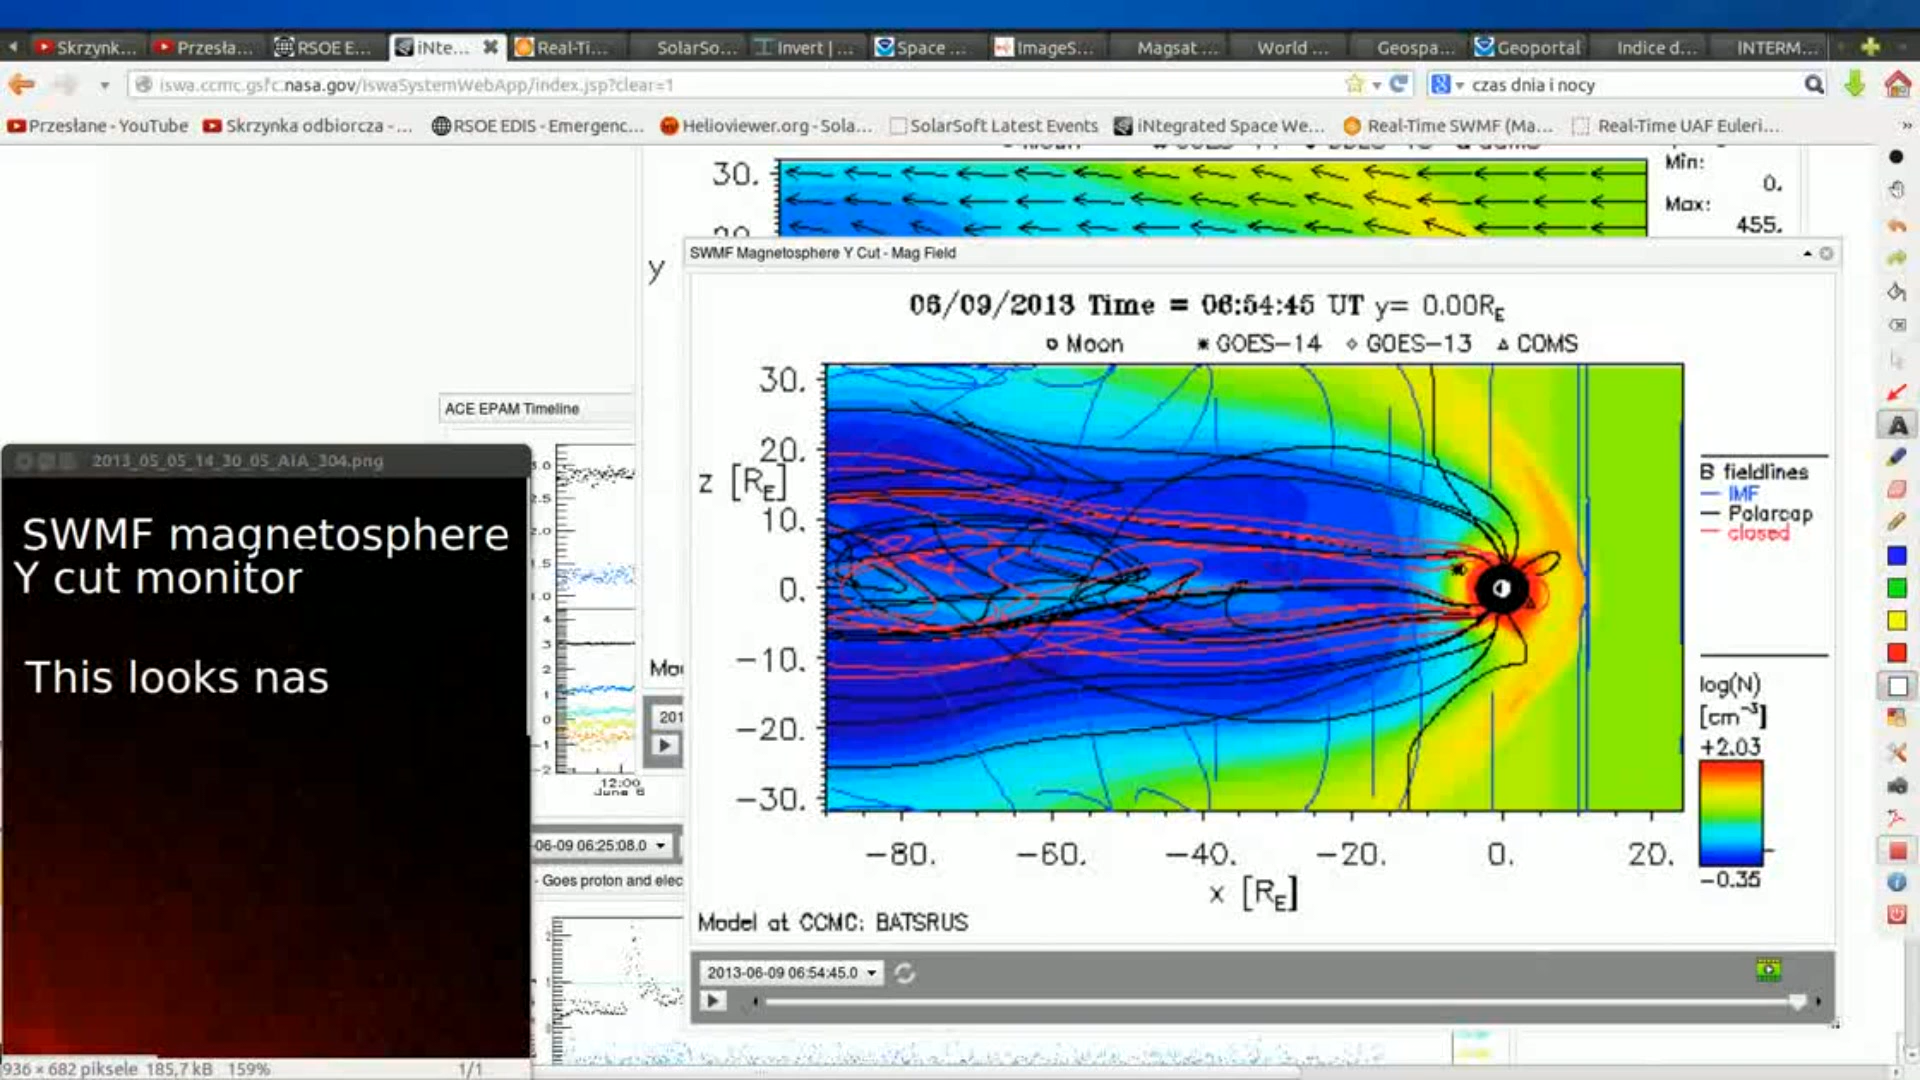 Skrzynk...
Przesła...
RSOE E...
iNte...
Real-Ti...
SolarSo...
Invert | ...
Space ...
ImageS...
Magsat ...
World ...
Geospa...
Geoportal
Indice d...
INTERM...
iswa.ccmc.gsfc.nasa.gov/iswaSystemWebApp/index.jsp?clear=1
czas dnia i nocy
Przesłane - YouTube
Skrzynka odbiorcza - ...
RSOE EDIS - Emergenc...
Helioviewer.org - Sola...
SolarSoft Latest Events
iNtegrated Space We...
Real-Time SWMF (Ma...
Real-Time UAF Euleri...
30.
Min:
0.
Max:
455.
y
SWMF Magnetosphere Y Cut - Mag Field
06/09/2013 Time = 06:54:45 UT y= 0.00RE
Moon
GOES-14
GOES-13
COMS
30.
20.
z [RE]
10.
0.
-10.
-20.
-30.
-80.
-60.
-40.
-20.
0.
20.
x [RE]
B fieldlines
IMF
Polarcap
closed
log(N)
[cm-3]
+2.03
-0.35
Model at CCMC: BATSRUS
2013-06-09 06:54:45.0
ACE EPAM Timeline
12:00
June
-06-09 06:25:08.0
- Goes proton and elec
201
2013_05_05_14_30_05_AIA_304.png
SWMF magnetosphere
Y cut monitor
This looks nas
936 × 682 piksele 185,7 kB 159%
1/1